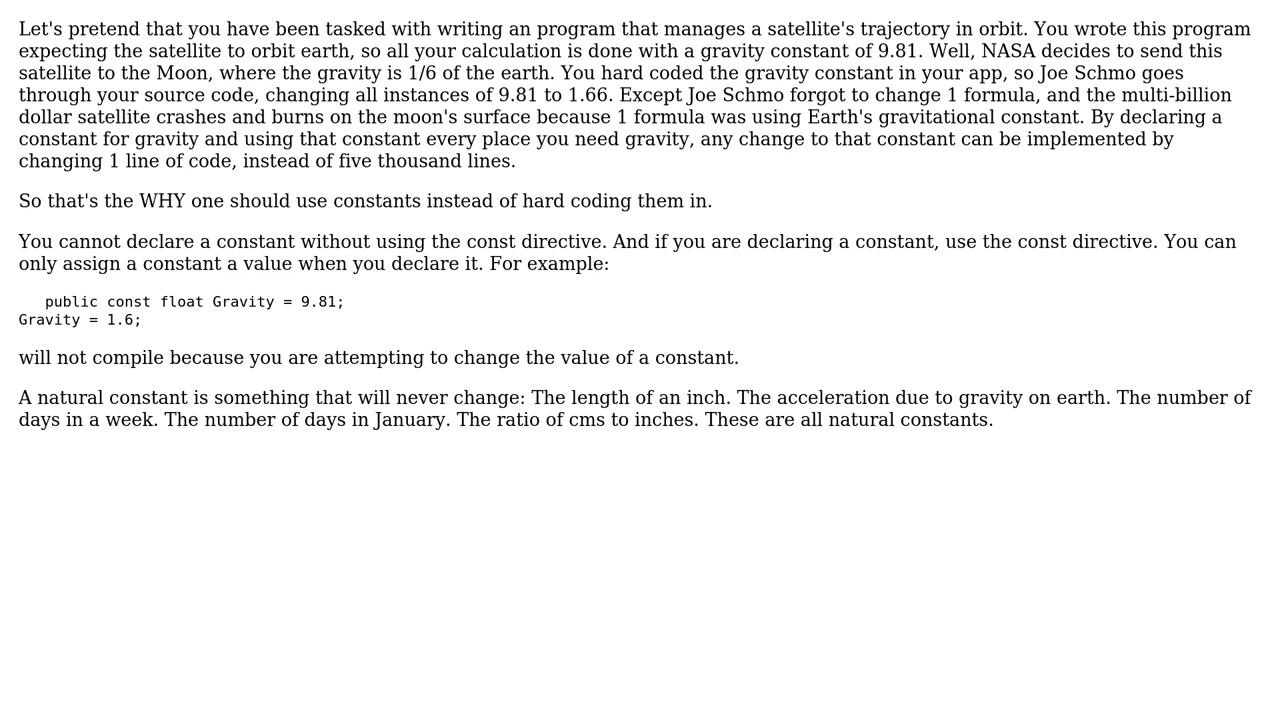 Let's pretend that you have been tasked with writing an program that manages a satellite's trajectory in orbit. You wrote this program
expecting the satellite to orbit earth, so all your calculation is done with a gravity constant of 9.81. Well, NASA decides to send this
satellite to the Moon, where the gravity is 1/6 of the earth. You hard coded the gravity constant in your app, so Joe Schmo goes
through your source code, changing all instances of 9.81 to 1.66. Except Joe Schmo forgot to change 1 formula, and the multi-billion
dollar satellite crashes and burns on the moon's surface because 1 formula was using Earth's gravitational constant. By declaring a
constant for gravity and using that constant every place you need gravity, any change to that constant can be implemented by
changing 1 line of code, instead of five thousand lines.
So that's the WHY one should use constants instead of hard coding them in.
You cannot declare a constant without using the const directive. And if you are declaring a constant, use the const directive. You can
only assign a constant a value when you declare it. For example:
public const float Gravity = 9.81;
Gravity = 1.6;
will not compile because you are attempting to change the value of a constant.
A natural constant is something that will never change: The length of an inch. The acceleration due to gravity on earth. The number of
days in a week. The number of days in January. The ratio of cms to inches. These are all natural constants.